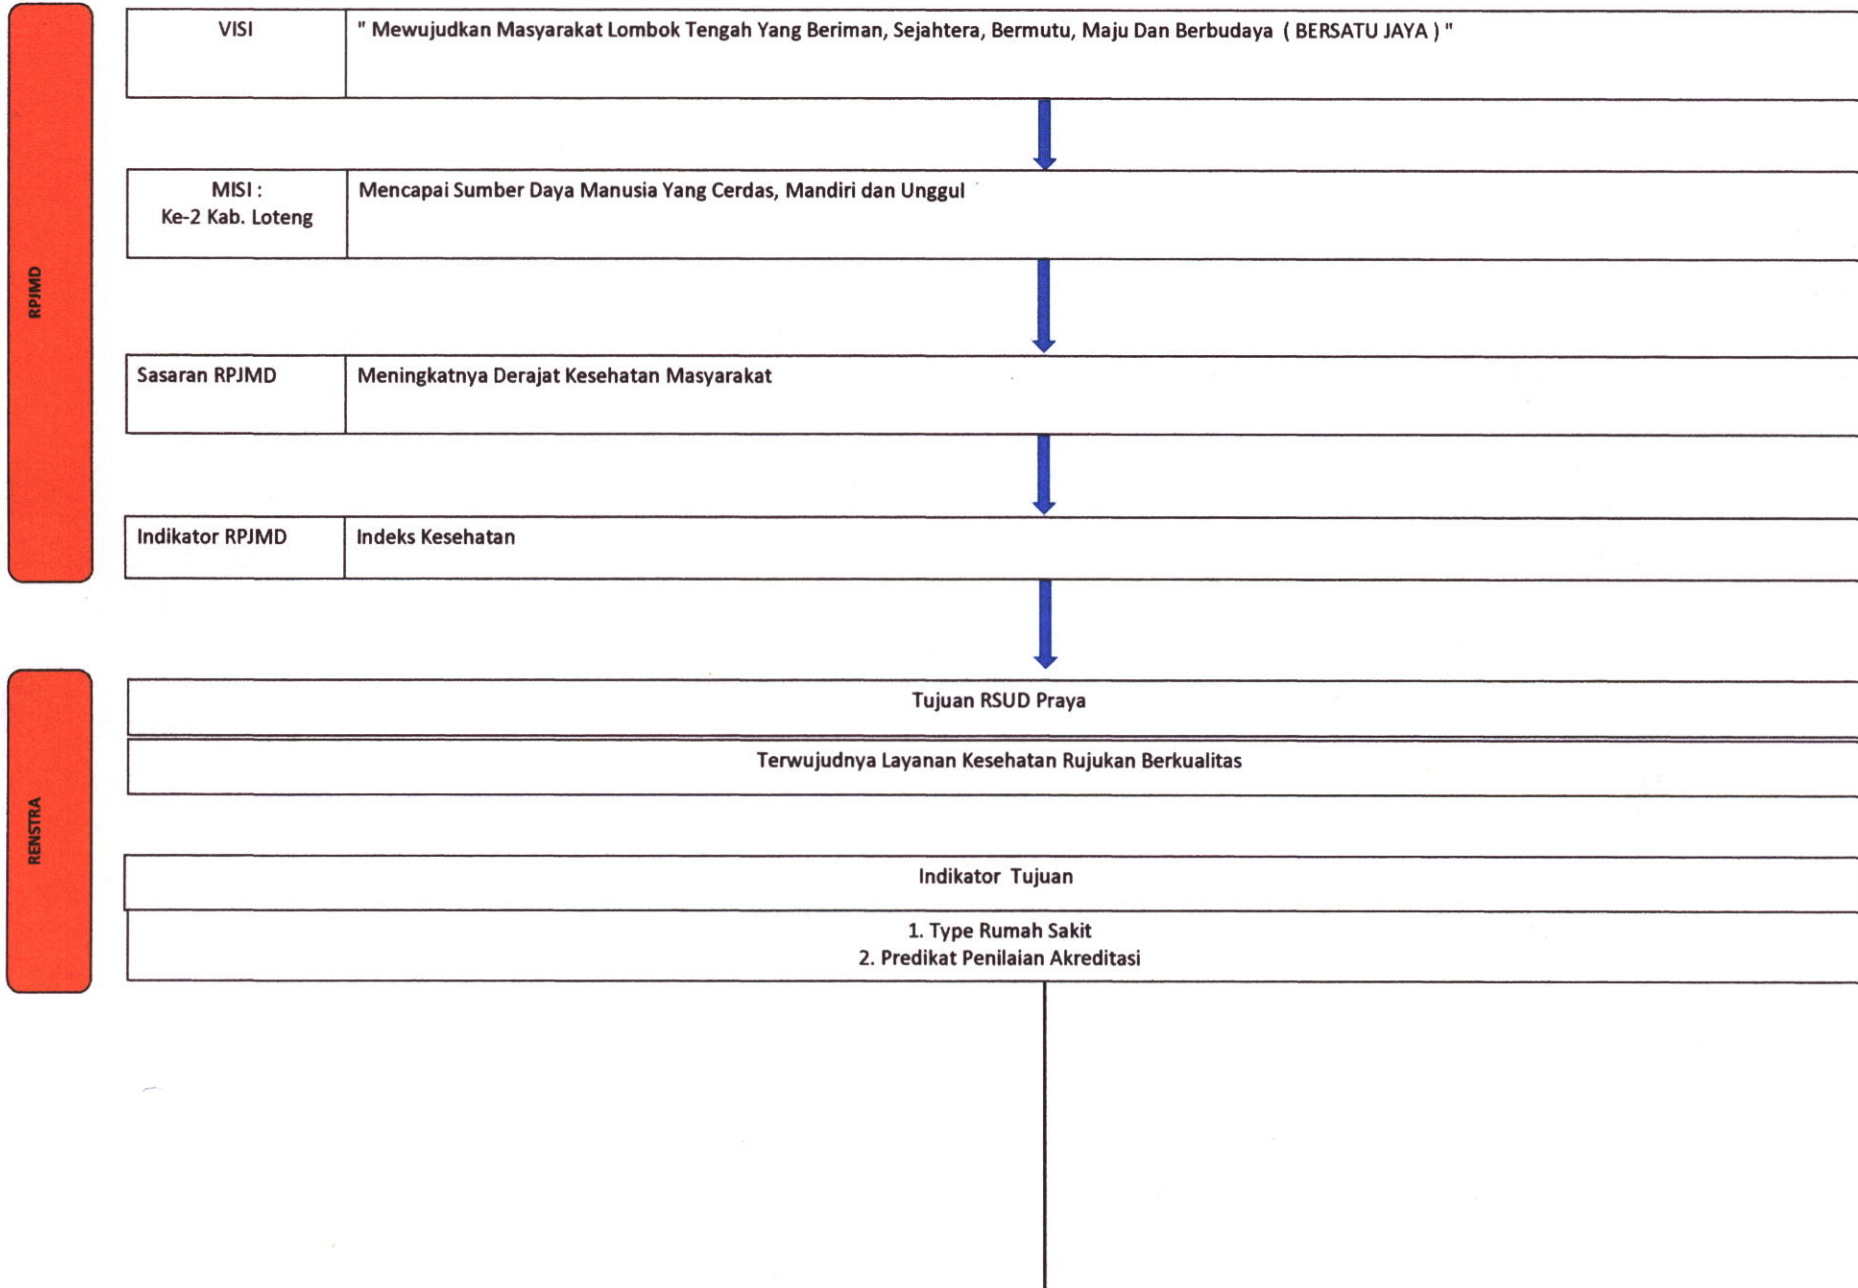 RPJMD
VISI
" Mewujudkan Masyarakat Lombok Tengah Yang Beriman, Sejahtera, Bermutu, Maju Dan Berbudaya ( BERSATU JAYA ) "
MISI :
Ke-2 Kab. Loteng
Mencapai Sumber Daya Manusia Yang Cerdas, Mandiri dan Unggul
Sasaran RPJMD
Meningkatnya Derajat Kesehatan Masyarakat
Indikator RPJMD
Indeks Kesehatan
RENSTRA
Tujuan RSUD Praya
Terwujudnya Layanan Kesehatan Rujukan Berkualitas
Indikator Tujuan
1. Type Rumah Sakit
2. Predikat Penilaian Akreditasi